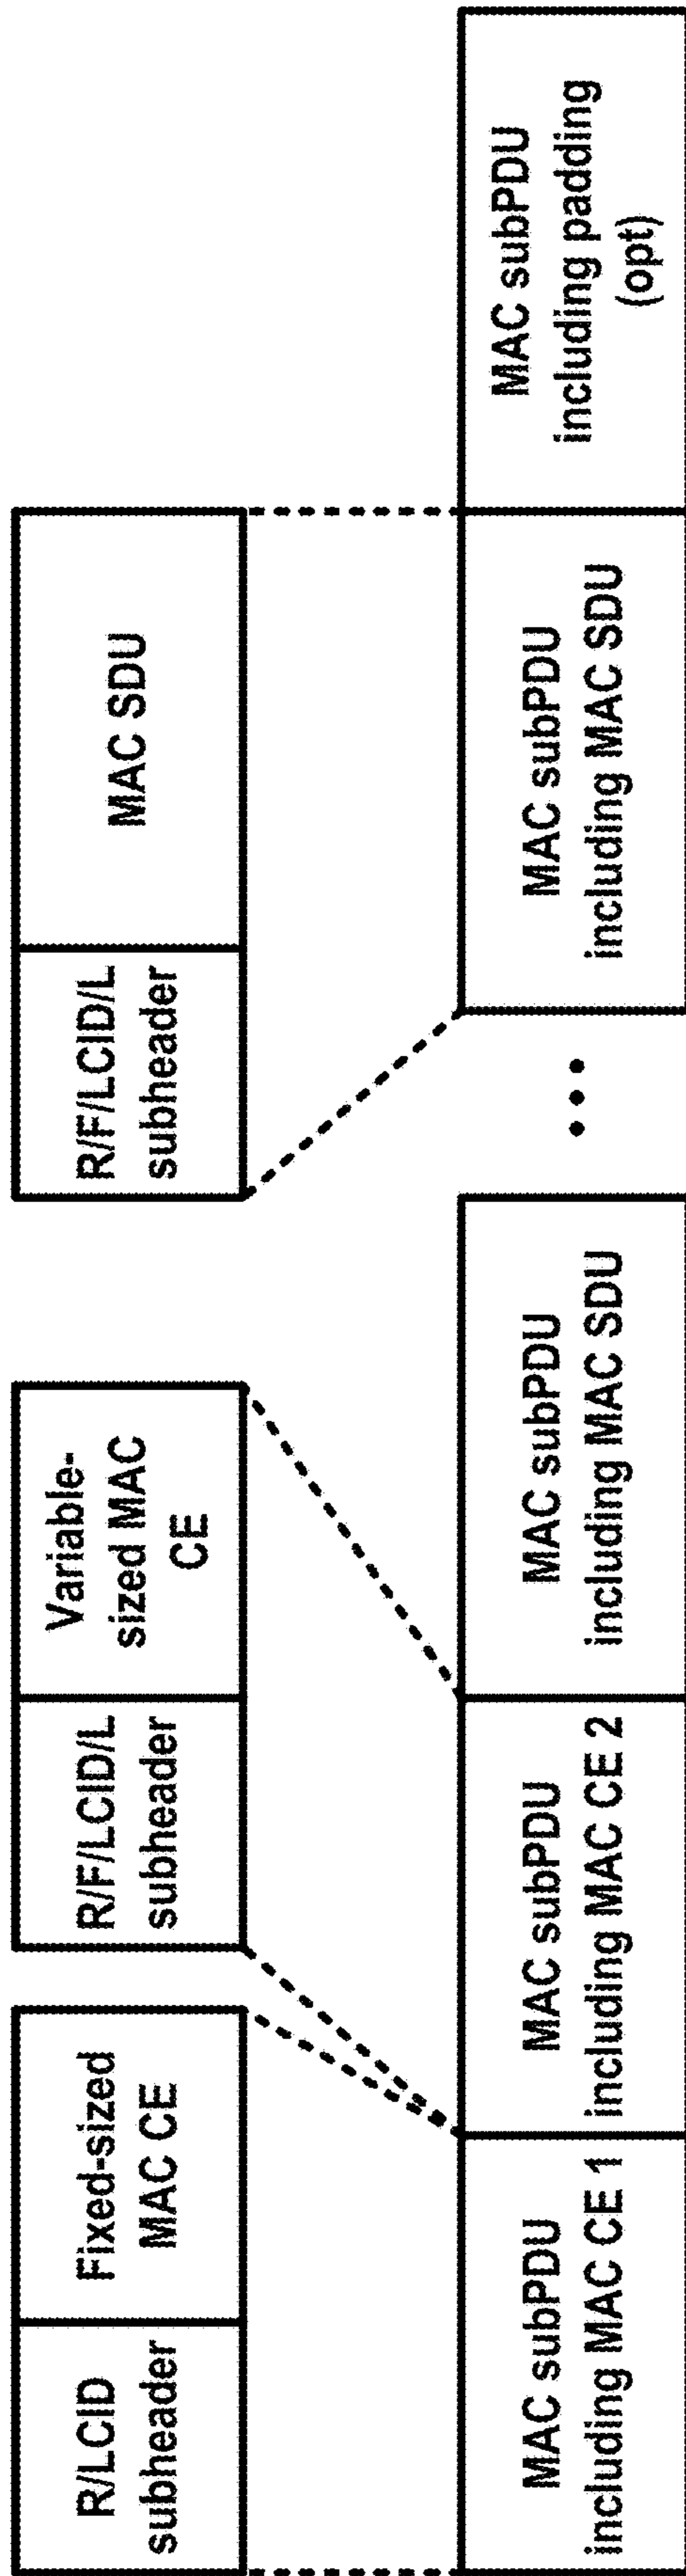 R/LCID
subheader
Fixed-sized
MAC CE
R/F/LCID/L
subheader
Variable-
sized MAC
CE
R/F/LCID/L
subheader
MAC SDU
MAC subPDU
including MAC CE 1
MAC subPDU
including MAC CE 2
MAC subPDU
including MAC SDU
•••
MAC subPDU
including MAC SDU
MAC subPDU
including padding
(opt)